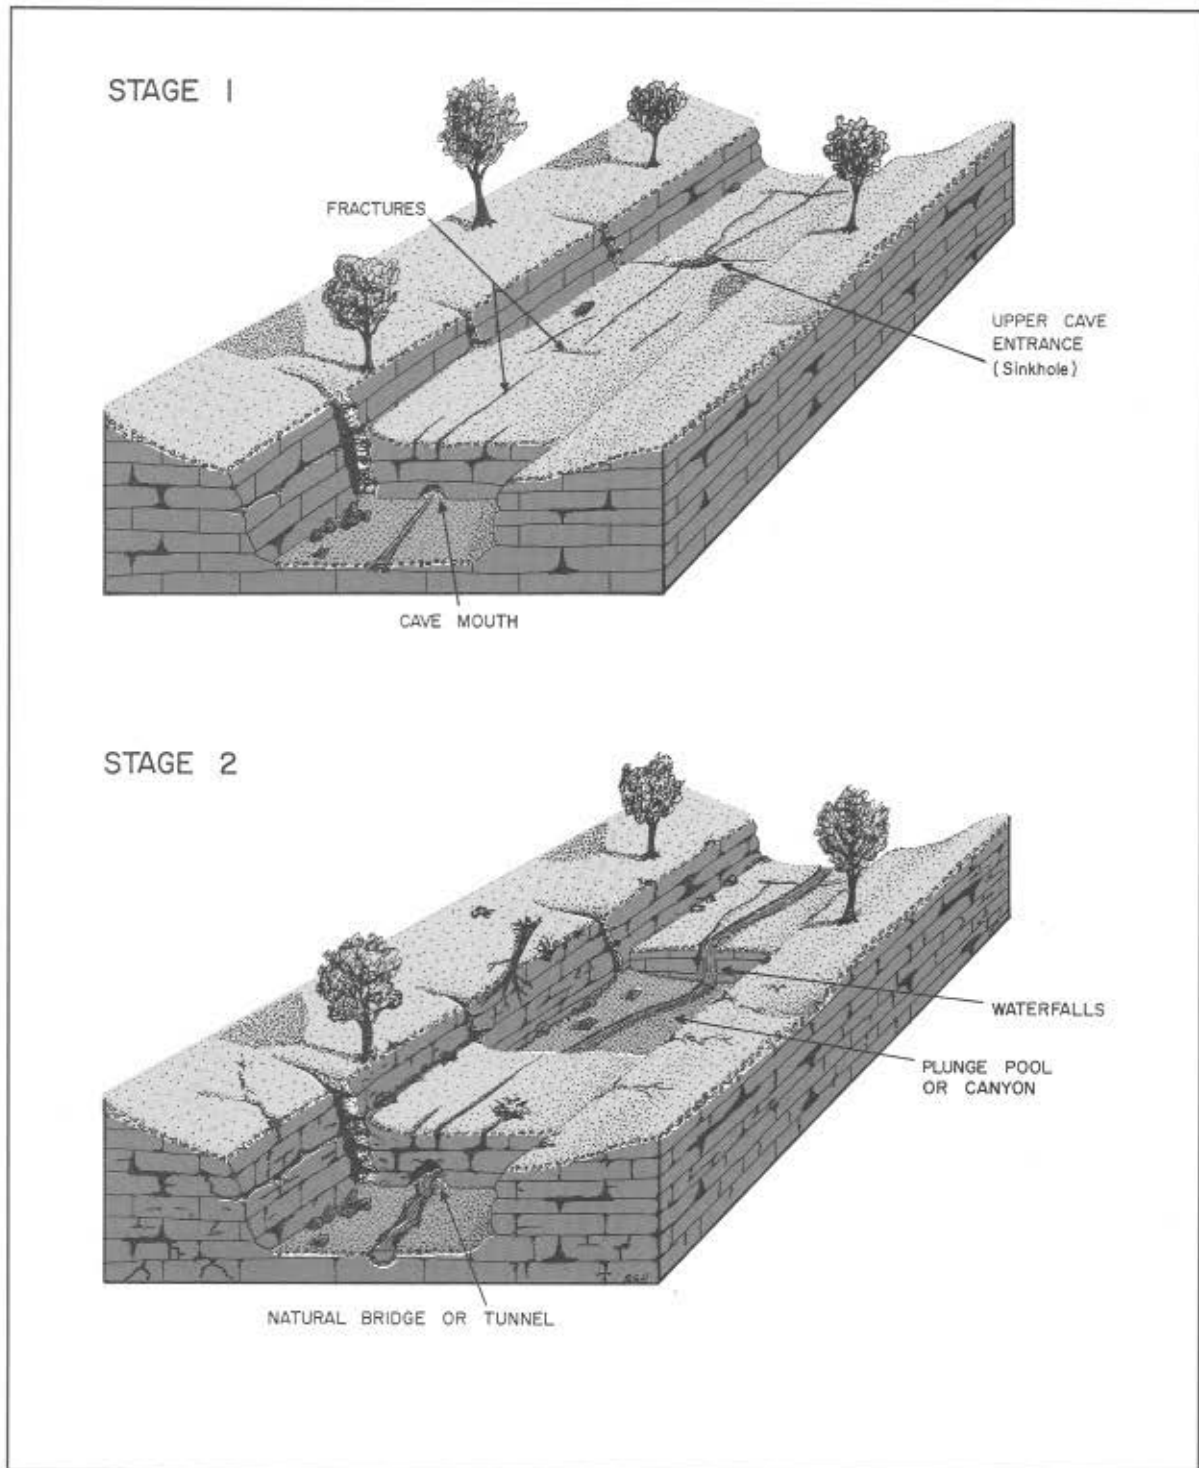 STAGE 1
FRACTURES
UPPER CAVE
ENTRANCE
(Sinkhole)
CAVE MOUTH
STAGE 2
WATERFALLS
PLUNGE POOL
OR CANYON
NATURAL BRIDGE OR TUNNEL